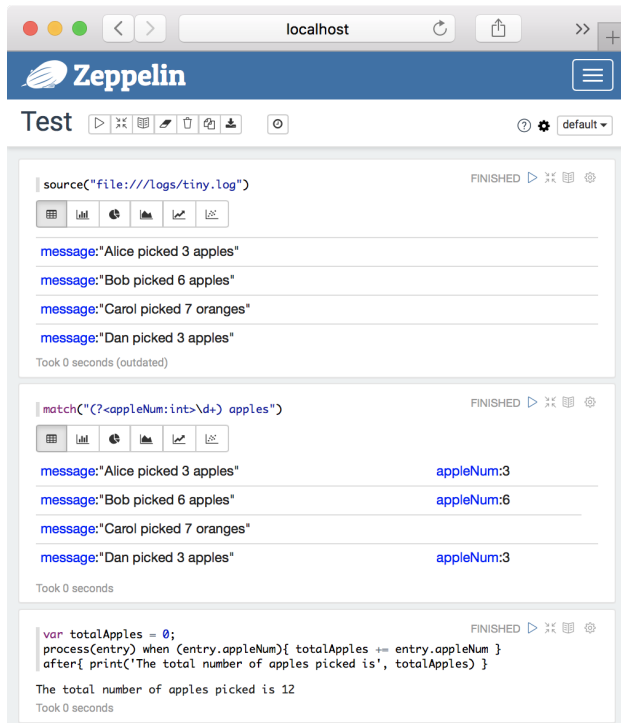 localhost
Zeppelin
Test
default
source("file:///logs/tiny.log")
FINISHED
message:"Alice picked 3 apples"
message:"Bob picked 6 apples"
message:"Carol picked 7 oranges"
message:"Dan picked 3 apples"
Took 0 seconds (outdated)
match("(?<appleNum:int>\d+) apples")
FINISHED
message:"Alice picked 3 apples" appleNum:3
message:"Bob picked 6 apples" appleNum:6
message:"Carol picked 7 oranges"
message:"Dan picked 3 apples" appleNum:3
Took 0 seconds
FINISHED
var totalApples = 0;
process(entry) when (entry.appleNum){ totalApples += entry.appleNum }
after{ print('The total number of apples picked is', totalApples) }
The total number of apples picked is 12
Took 0 seconds